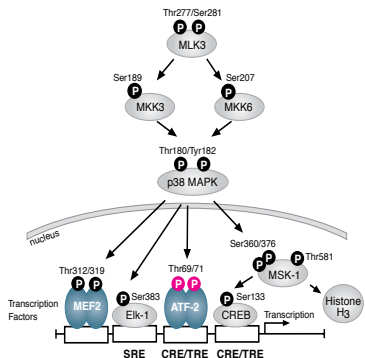 Thr277/Ser281
P P
MLK3
Ser189
P
MKK3
Ser207
P
MKK6
Thr180/Tyr182
P P
p38 MAPK
nucleus
Ser360/376
P P
P Thr581
MSK-1
Thr312/319
P P
MEF2
P Ser383
Elk-1
Thr69/71
P P
ATF-2
P Ser133
CREB
Histone
H3
Transcription
Factors
Transcription
SRE CRE/TRE CRE/TRE